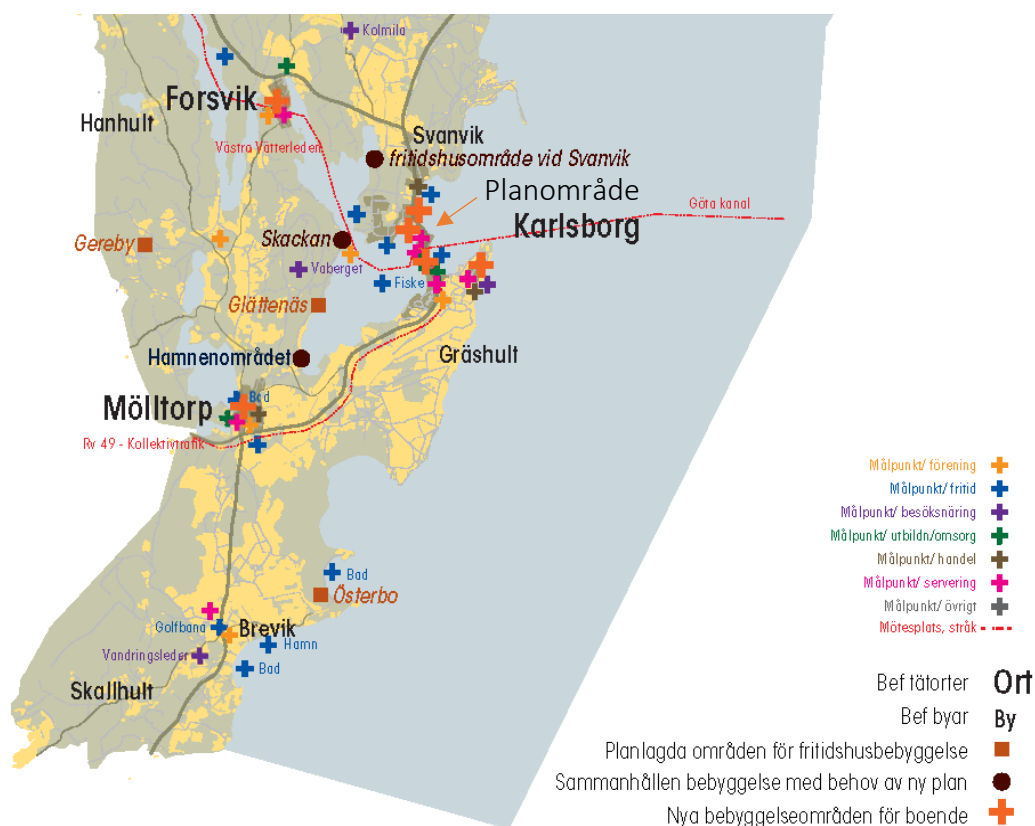 Kolmila
Forsvik
Hanhult
Svanvik
Västra Vätterleden
fritidshusområde vid Svanvik
Planområde
Göta kanal
Karlsborg
Skackan
Gereby
Vaberget
Fiske
Glättenäs
Hamnenområdet
Gräshult
Bad
Mölltorp
Rv 49 - Kollektivtrafik
Målpunkt/ förening
Målpunkt/ fritid
Målpunkt/ besöksnäring
Målpunkt/ utbildn/omsorg
Målpunkt/ handel
Målpunkt/ servering
Målpunkt/ övrigt
Mötesplats, stråk
Bad
Österbo
Golfbana
Brevik
Hamn
Vandringsleder
Bad
Skallhult
Bef tätorter Ort
Bef byar By
Planlagda områden för fritidshusbebyggelse
Sammanhållen bebyggelse med behov av ny plan
Nya bebyggelseområden för boende